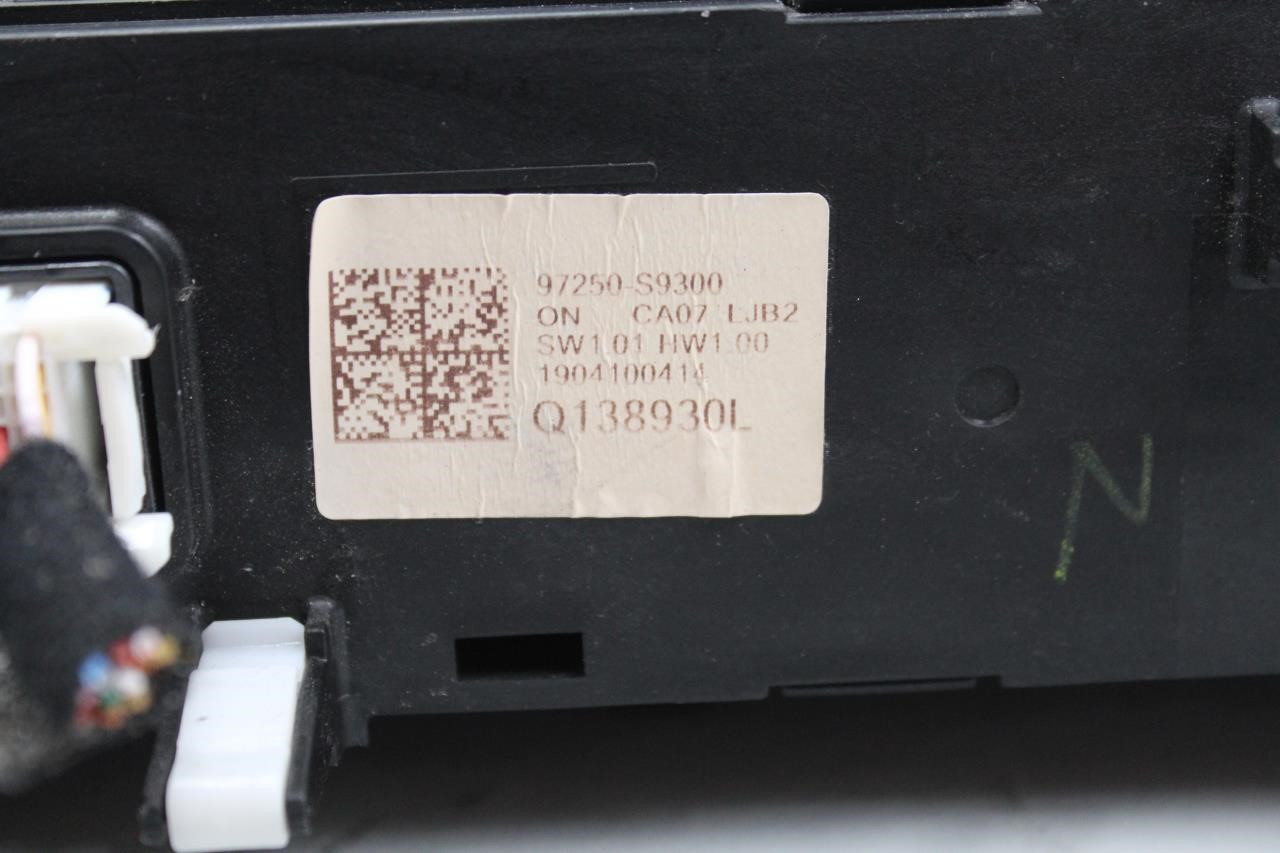 97250-S9300
ON CA07 LJB2
SW1.01 HW1.00
1904100414
Q138930L
N